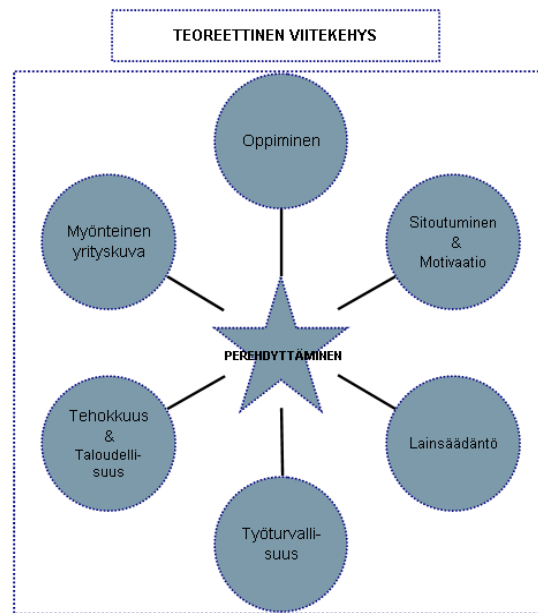 TEOREETTINEN VIITEKEHYS
Oppiminen
Myönteinen
yrityskuva
Sitoutuminen
&
Motivaatio
PEREHDYTTÄMINEN
Tehokkuus
&
Taloudelli-
suus
Lainsäädäntö
Työturvalli-
suus